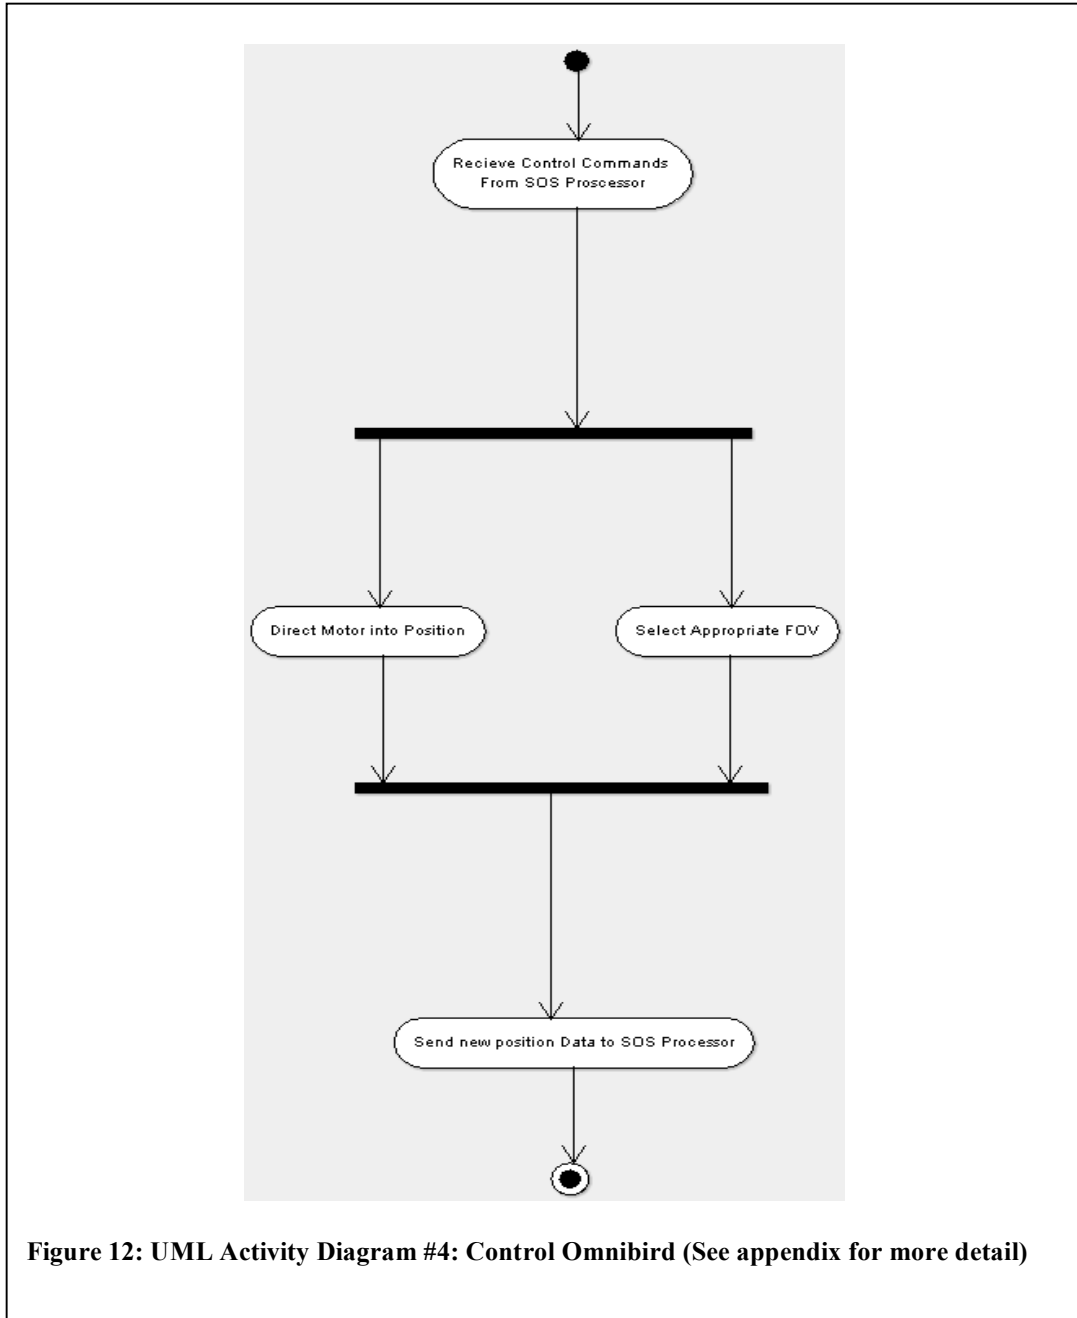 Recieve Control Commands
From SOS Proscessor
Direct Motor into Position
Select Appropriate FOV
Send new position Data to SOS Processor
Figure 12: UML Activity Diagram #4: Control Omnibird (See appendix for more detail)